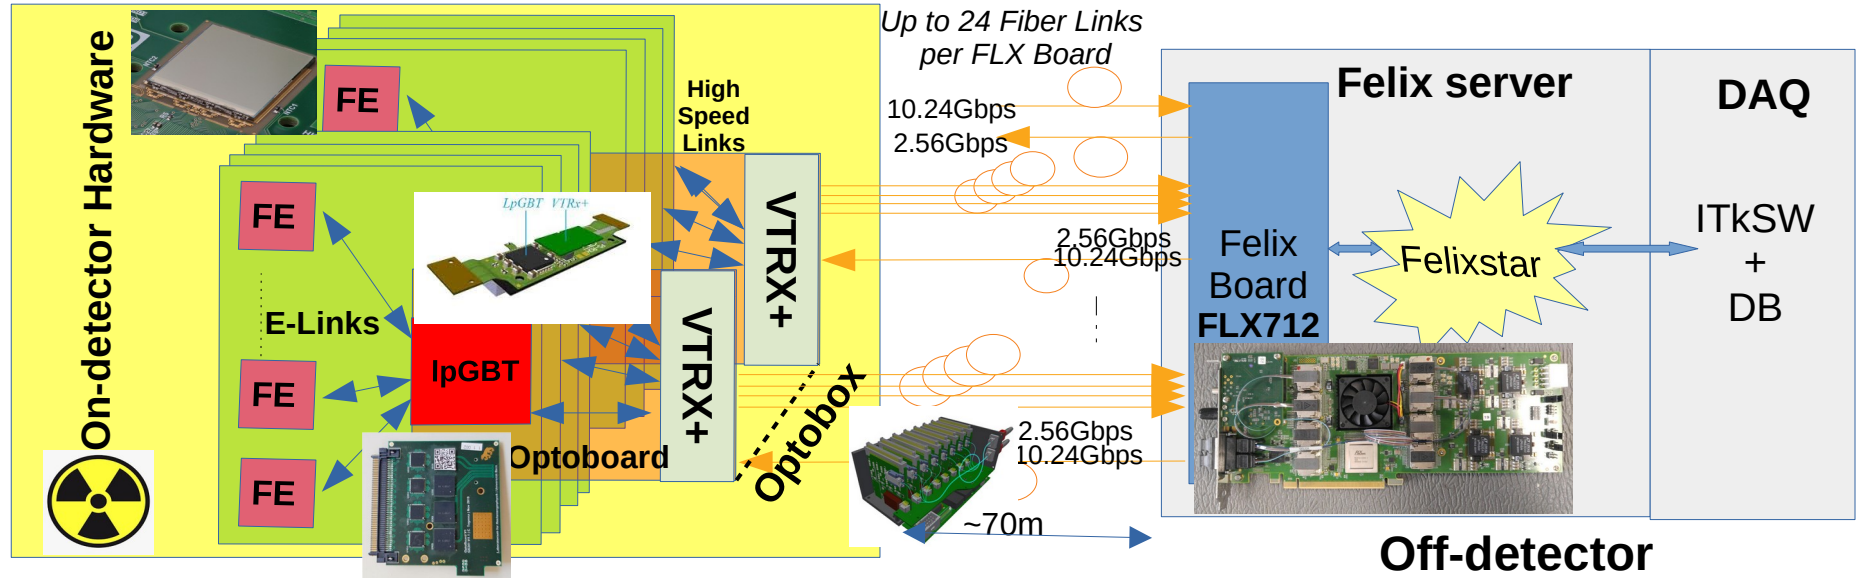 On-detector Hardware
FE
High
Speed
Links
FE
E-Links
FE
FE
LpGBT VTRx+
lpGBT
VTRX+
VTRX+
Optoboard
Optobox
Up to 24 Fiber Links
per FLX Board
10.24Gbps
2.56Gbps
2.56Gbps
10.24Gbps
2.56Gbps
10.24Gbps
~70m
Felix server
Felix
Board
FLX712
Felixstar
DAQ
ITkSW
+
DB
Off-detector